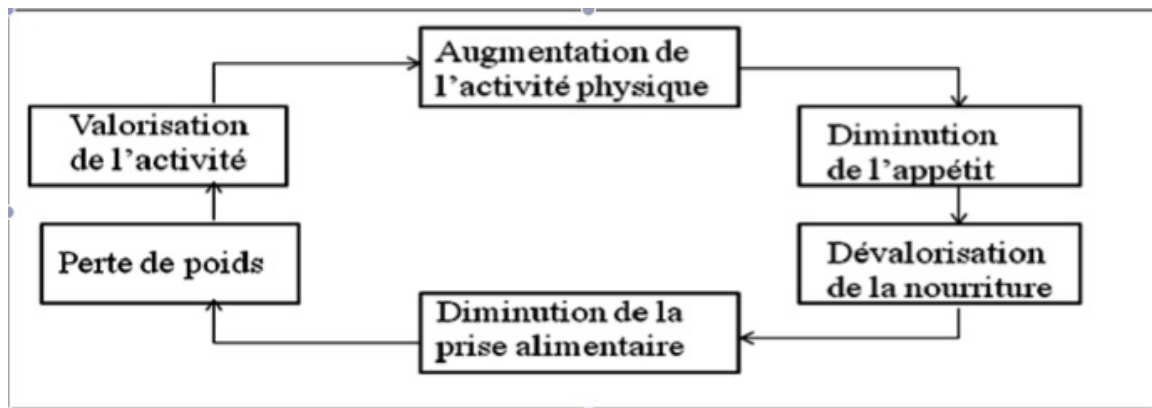 Augmentation de
l'activité physique
Diminution
de l'appétit
Dévalorisation
de la nourriture
Diminution de la
prise alimentaire
Perte de poids
Valorisation
de l'activité